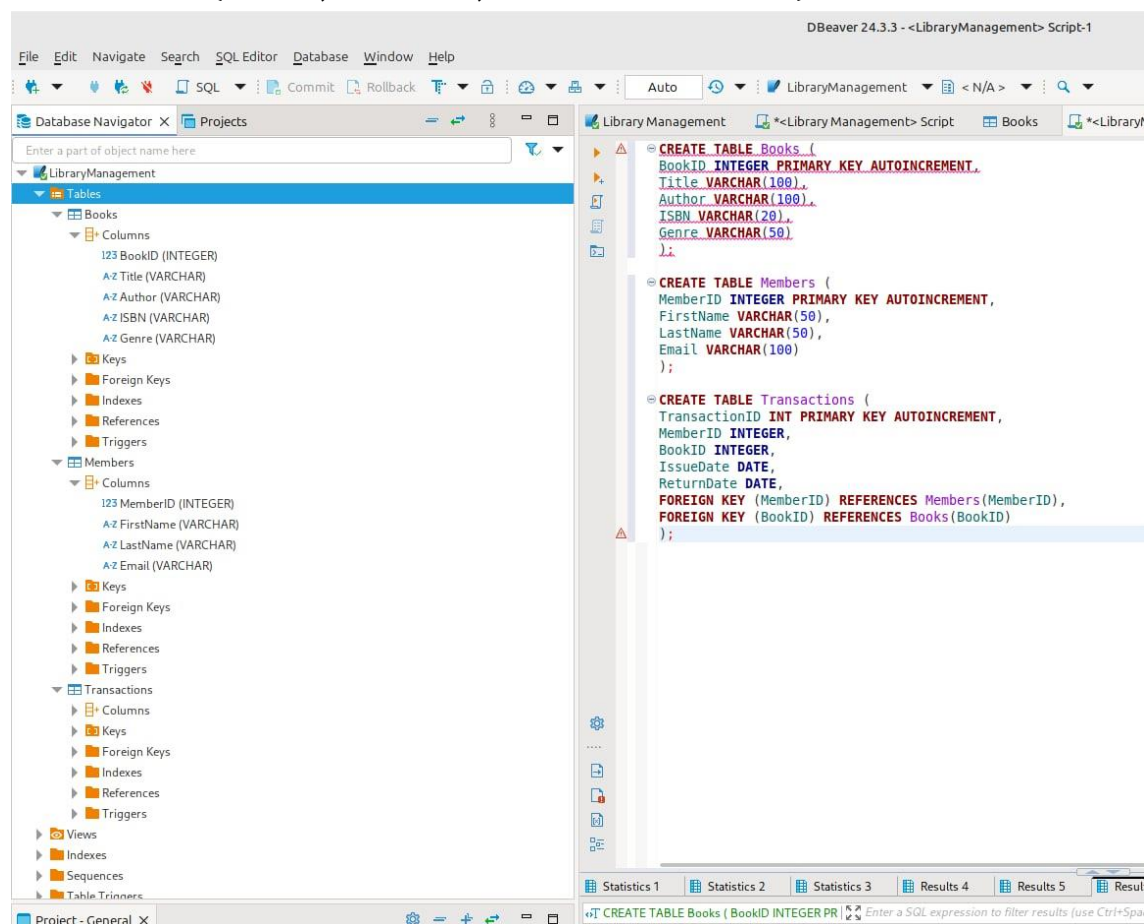 DBeaver 24.3.3 - <LibraryManagement> Script-1
File Edit Navigate Search SQL Editor Database Window Help
SQL Commit Rollback Auto LibraryManagement < N/A >
Database Navigator Projects
Enter a part of object name here
LibraryManagement
Tables
Books
Columns
123 BookID (INTEGER)
A-Z Title (VARCHAR)
A-Z Author (VARCHAR)
A-Z ISBN (VARCHAR)
A-Z Genre (VARCHAR)
Keys
Foreign Keys
Indexes
References
Triggers
Members
Columns
123 MemberID (INTEGER)
A-Z FirstName (VARCHAR)
A-Z LastName (VARCHAR)
A-Z Email (VARCHAR)
Keys
Foreign Keys
Indexes
References
Triggers
Transactions
Columns
Keys
Foreign Keys
Indexes
References
Triggers
Views
Indexes
Sequences
Table Triggers
Project - General
Library Management *<Library Management> Script Books *<Library
CREATE TABLE Books (
BookID INTEGER PRIMARY KEY AUTOINCREMENT,
Title VARCHAR(100),
Author VARCHAR(100),
ISBN VARCHAR(20),
Genre VARCHAR(50)
);
CREATE TABLE Members (
MemberID INTEGER PRIMARY KEY AUTOINCREMENT,
FirstName VARCHAR(50),
LastName VARCHAR(50),
Email VARCHAR(100)
);
CREATE TABLE Transactions (
TransactionID INT PRIMARY KEY AUTOINCREMENT,
MemberID INTEGER,
BookID INTEGER,
IssueDate DATE,
ReturnDate DATE,
FOREIGN KEY (MemberID) REFERENCES Members(MemberID),
FOREIGN KEY (BookID) REFERENCES Books(BookID)
);
Statistics 1 Statistics 2 Statistics 3 Results 4 Results 5 Resul
CREATE TABLE Books ( BookID INTEGER PR Enter a SQL expression to filter results (use Ctrl+Spa